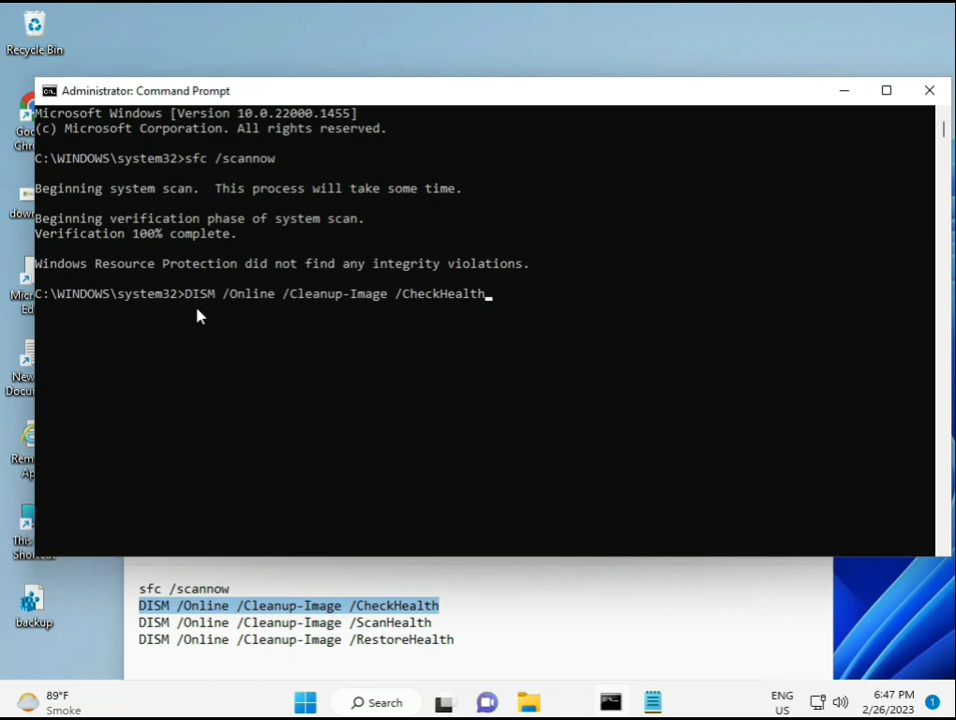 Recycle Bin
Administrator: Command Prompt
Microsoft Windows [Version 10.0.22000.1455]
(c) Microsoft Corporation. All rights reserved.
C:\WINDOWS\system32>sfc /scannow
Beginning system scan.  This process will take some time.
Beginning verification phase of system scan.
Verification 100% complete.
Windows Resource Protection did not find any integrity violations.
C:\WINDOWS\system32>DISM /Online /Cleanup-Image /CheckHealth
backup
sfc /scannow
DISM /Online /Cleanup-Image /CheckHealth
DISM /Online /Cleanup-Image /ScanHealth
DISM /Online /Cleanup-Image /RestoreHealth
89°F
Smoke
Search
ENG
US
6:47 PM
2/26/2023
1